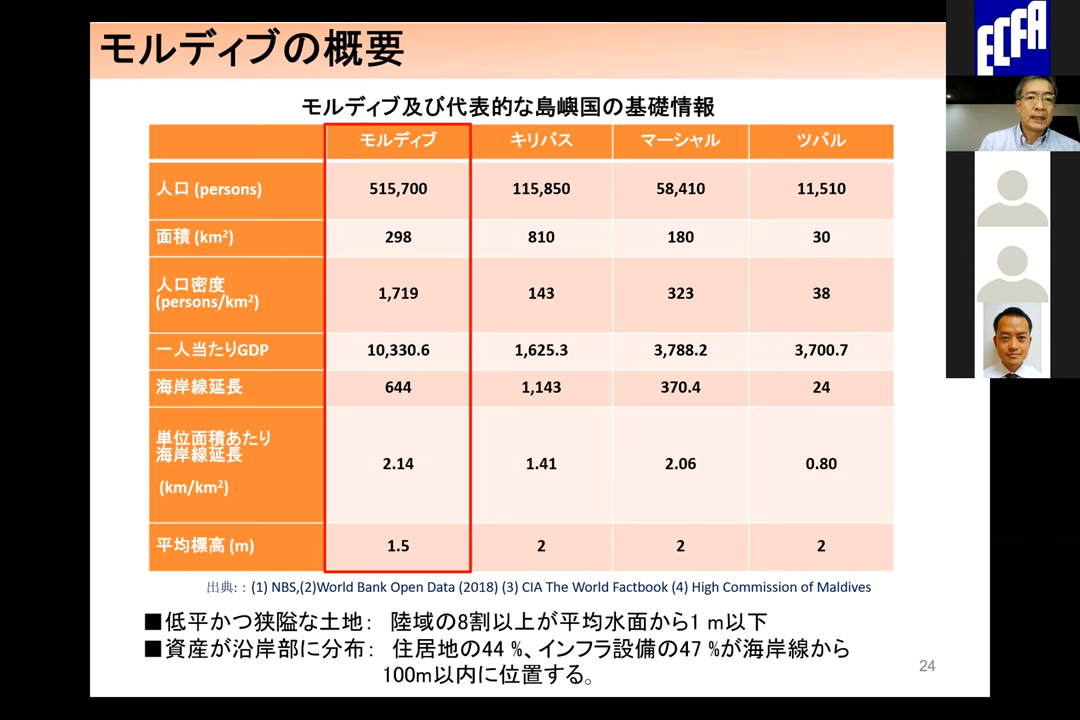 モルディブの概要
モルディブ及び代表的な島嶼国の基礎情報
モルディブ キリバス マーシャル ツバル
人口 (persons) 515,700 115,850 58,410 11,510
面積 (km²) 298 810 180 30
人口密度
(persons/km²) 1,719 143 323 38
一人当たりGDP 10,330.6 1,625.3 3,788.2 3,700.7
海岸線延長 644 1,143 370.4 24
単位面積あたり
海岸線延長
(km/km²) 2.14 1.41 2.06 0.80
平均標高 (m) 1.5 2 2 2
出典: : (1) NBS,(2)World Bank Open Data (2018) (3) CIA The World Factbook (4) High Commission of Maldives
■低平かつ狭隘な土地: 陸域の8割以上が平均水面から1 m以下
■資産が沿岸部に分布: 住居地の44 %、インフラ設備の47 %が海岸線から
100m以内に位置する。
24
ECFA